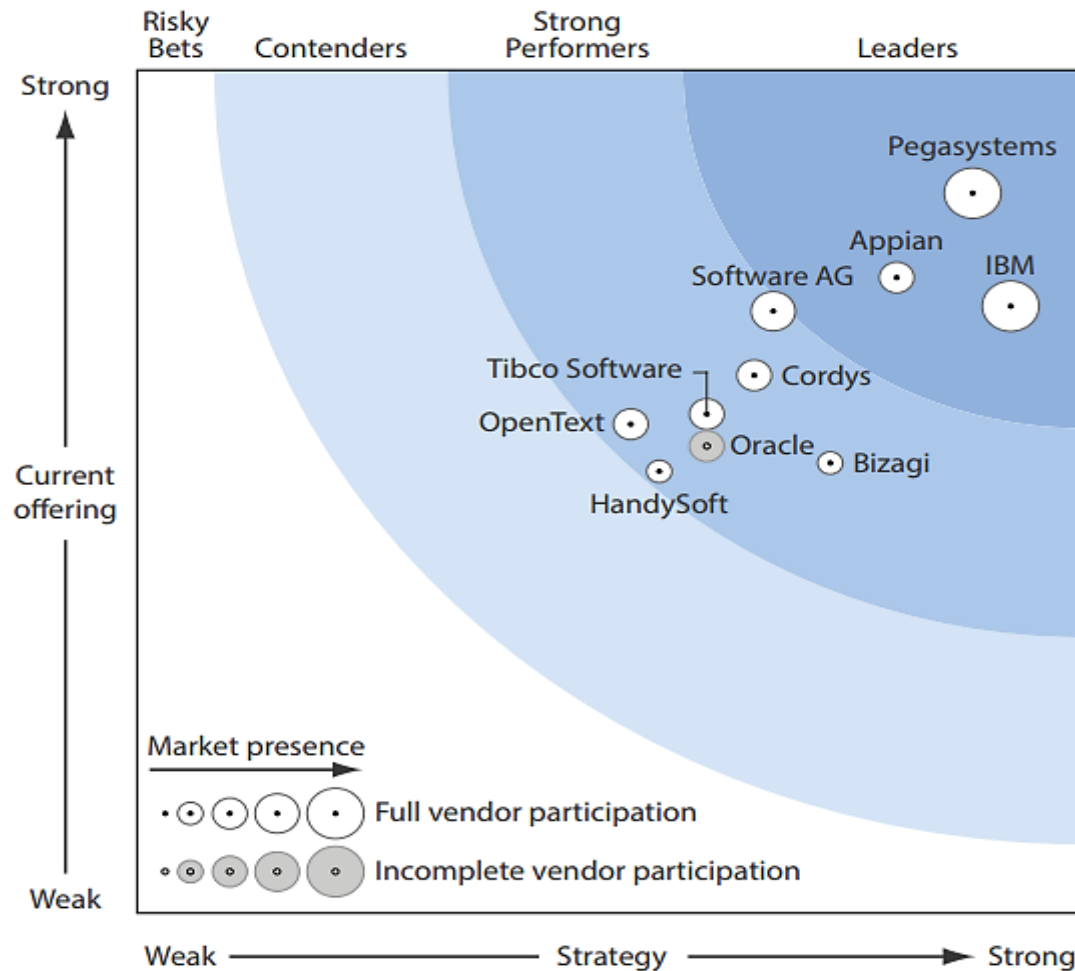 Risky
Bets
Contenders
Strong
Performers
Leaders
Strong
Pegasystems
Appian
IBM
Software AG
Tibco Software
Cordys
OpenText
Oracle
Bizagi
HandySoft
Current
offering
Market presence
Full vendor participation
Incomplete vendor participation
Weak
Weak
Strategy
Strong